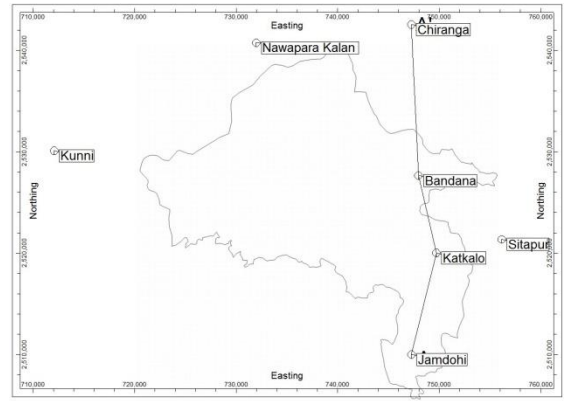 710,000 720,000 730,000 Easting 740,000 750,000 760,000
A'
Chiranga
Nawapara Kalan
2,540,000
2,540,000
Kunni
2,530,000
2,530,000
Bandana
Northing
Northing
Sitapur
Katkalo
2,520,000
2,520,000
Jamdohi
2,510,000
2,510,000
Easting
710,000 720,000 730,000 740,000 750,000 760,000